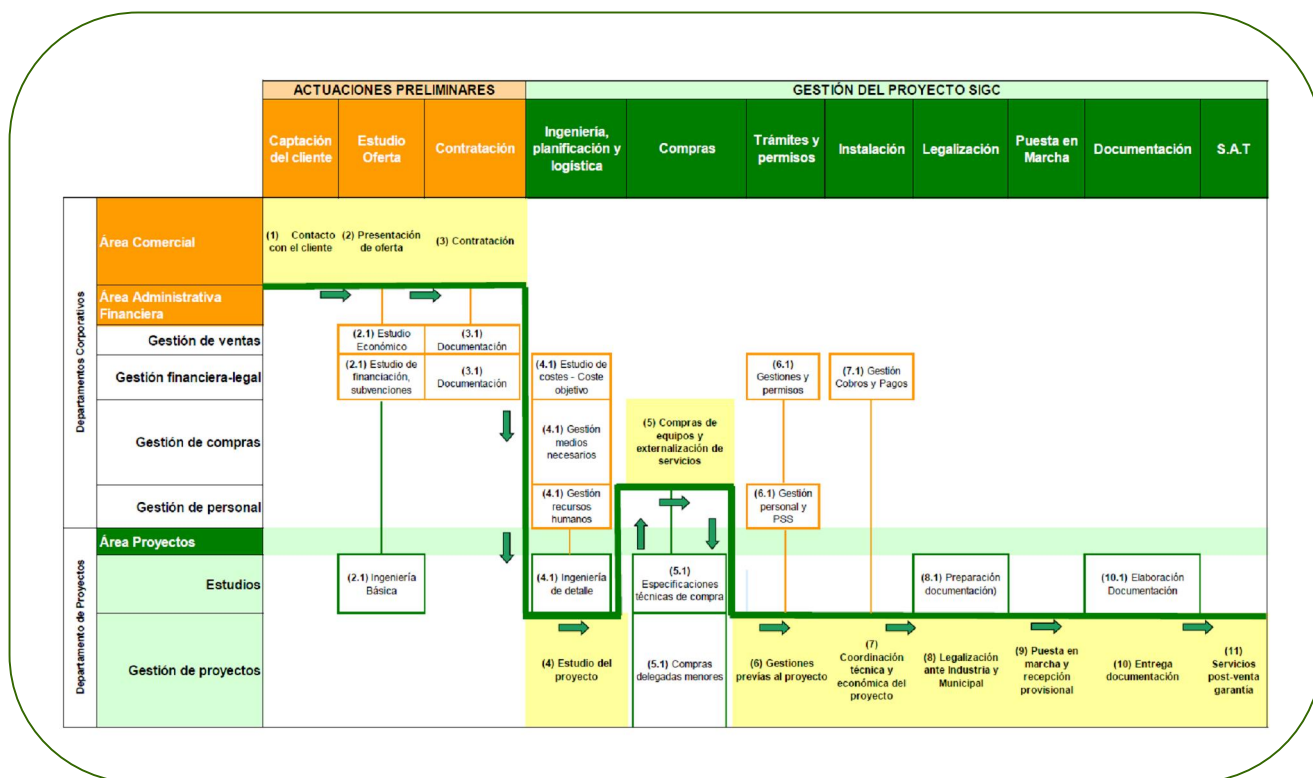 ACTUACIONES PRELIMINARES
GESTIÓN DEL PROYECTO SIGC
Captación
del cliente
Estudio
Oferta
Contratación
Ingeniería,
planificación y
logística
Compras
Trámites y
permisos
Instalación
Legalización
Puesta en
Marcha
Documentación
S.A.T
Departamentos Corporativos
Área Comercial
(1) Contacto
con el cliente
(2) Presentación
de oferta
(3) Contratación
Área Administrativa
Financiera
Gestión de ventas
(2.1) Estudio
Económico
(3.1)
Documentación
Gestión financiera-legal
(2.1) Estudio de
financiación,
subvenciones
(3.1)
Documentación
(4.1) Estudio de
costes - Coste
objetivo
(6.1)
Gestiones y
permisos
(7.1) Gestión
Cobros y Pagos
Gestión de compras
(4.1) Gestión
medios
necesarios
(5) Compras de
equipos y
externalización de
servicios
Gestión de personal
(4.1) Gestión
recursos
humanos
(6.1) Gestión
personal y
PSS
Departamento de Proyectos
Área Proyectos
Estudios
(2.1) Ingeniería
Básica
(4.1) Ingeniería
de detalle
(5.1)
Especificaciones
técnicas de compra
(8.1) Preparación
documentación)
(10.1) Elaboración
Documentación
Gestión de proyectos
(4) Estudio del
proyecto
(5.1) Compras
delegadas menores
(6) Gestiones
previas al proyecto
(7)
Coordinación
técnica y
económica del
proyecto
(8) Legalización
ante Industria y
Municipal
(9) Puesta en
marcha y
recepción
provisional
(10) Entrega
documentación
(11)
Servicios
post-venta
garantía